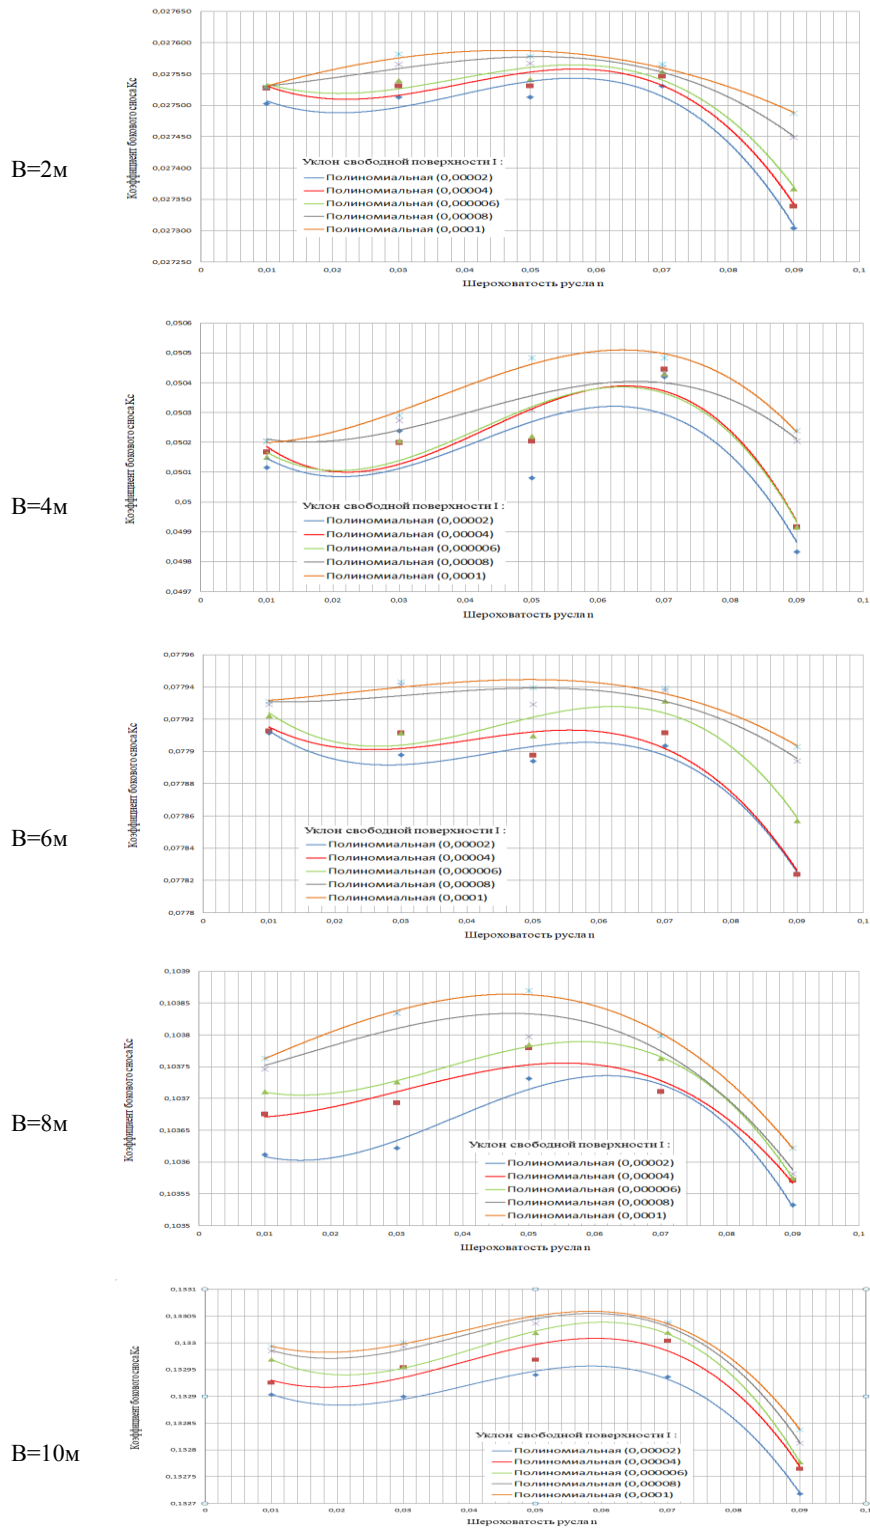 B=2м
Коэффициент бокового сноса Кс
0,027650
0,027600
0,027550
0,027500
0,027450
0,027400
0,027350
0,027300
0,027250
Уклон свободной поверхности I :
Полиномиальная (0,00002)
Полиномиальная (0,00004)
Полиномиальная (0,000006)
Полиномиальная (0,00008)
Полиномиальная (0,0001)
0 0,01 0,02 0,03 0,04 0,05 0,06 0,07 0,08 0,09 0,1
Шероховатость русла n
B=4м
Коэффициент бокового сноса Кс
0,0506
0,0505
0,0504
0,0503
0,0502
0,0501
0,05
0,0499
0,0498
0,0497
Уклон свободной поверхности I :
Полиномиальная (0,00002)
Полиномиальная (0,00004)
Полиномиальная (0,000006)
Полиномиальная (0,00008)
Полиномиальная (0,0001)
0 0,01 0,02 0,03 0,04 0,05 0,06 0,07 0,08 0,09 0,1
Шероховатость русла n
B=6м
Коэффициент бокового сноса Кс
0,07796
0,07794
0,07792
0,0779
0,07788
0,07786
0,07784
0,07782
0,0778
Уклон свободной поверхности I :
Полиномиальная (0,00002)
Полиномиальная (0,00004)
Полиномиальная (0,000006)
Полиномиальная (0,00008)
Полиномиальная (0,0001)
0 0,01 0,02 0,03 0,04 0,05 0,06 0,07 0,08 0,09 0,1
Шероховатость русла n
B=8м
Коэффициент бокового сноса Кс
0,1039
0,10385
0,1038
0,10375
0,1037
0,10365
0,1036
0,10355
0,1035
Уклон свободной поверхности I :
Полиномиальная (0,00002)
Полиномиальная (0,00004)
Полиномиальная (0,000006)
Полиномиальная (0,00008)
Полиномиальная (0,0001)
0 0,01 0,02 0,03 0,04 0,05 0,06 0,07 0,08 0,09 0,1
Шероховатость русла n
B=10м
Коэффициент бокового сноса Кс
0,1331
0,13305
0,133
0,13295
0,1329
0,13285
0,1328
0,13275
0,1327
Уклон свободной поверхности I :
Полиномиальная (0,00002)
Полиномиальная (0,00004)
Полиномиальная (0,000006)
Полиномиальная (0,00008)
Полиномиальная (0,0001)
0 0,01 0,02 0,03 0,04 0,05 0,06 0,07 0,08 0,09 0,1
Шероховатость русла n